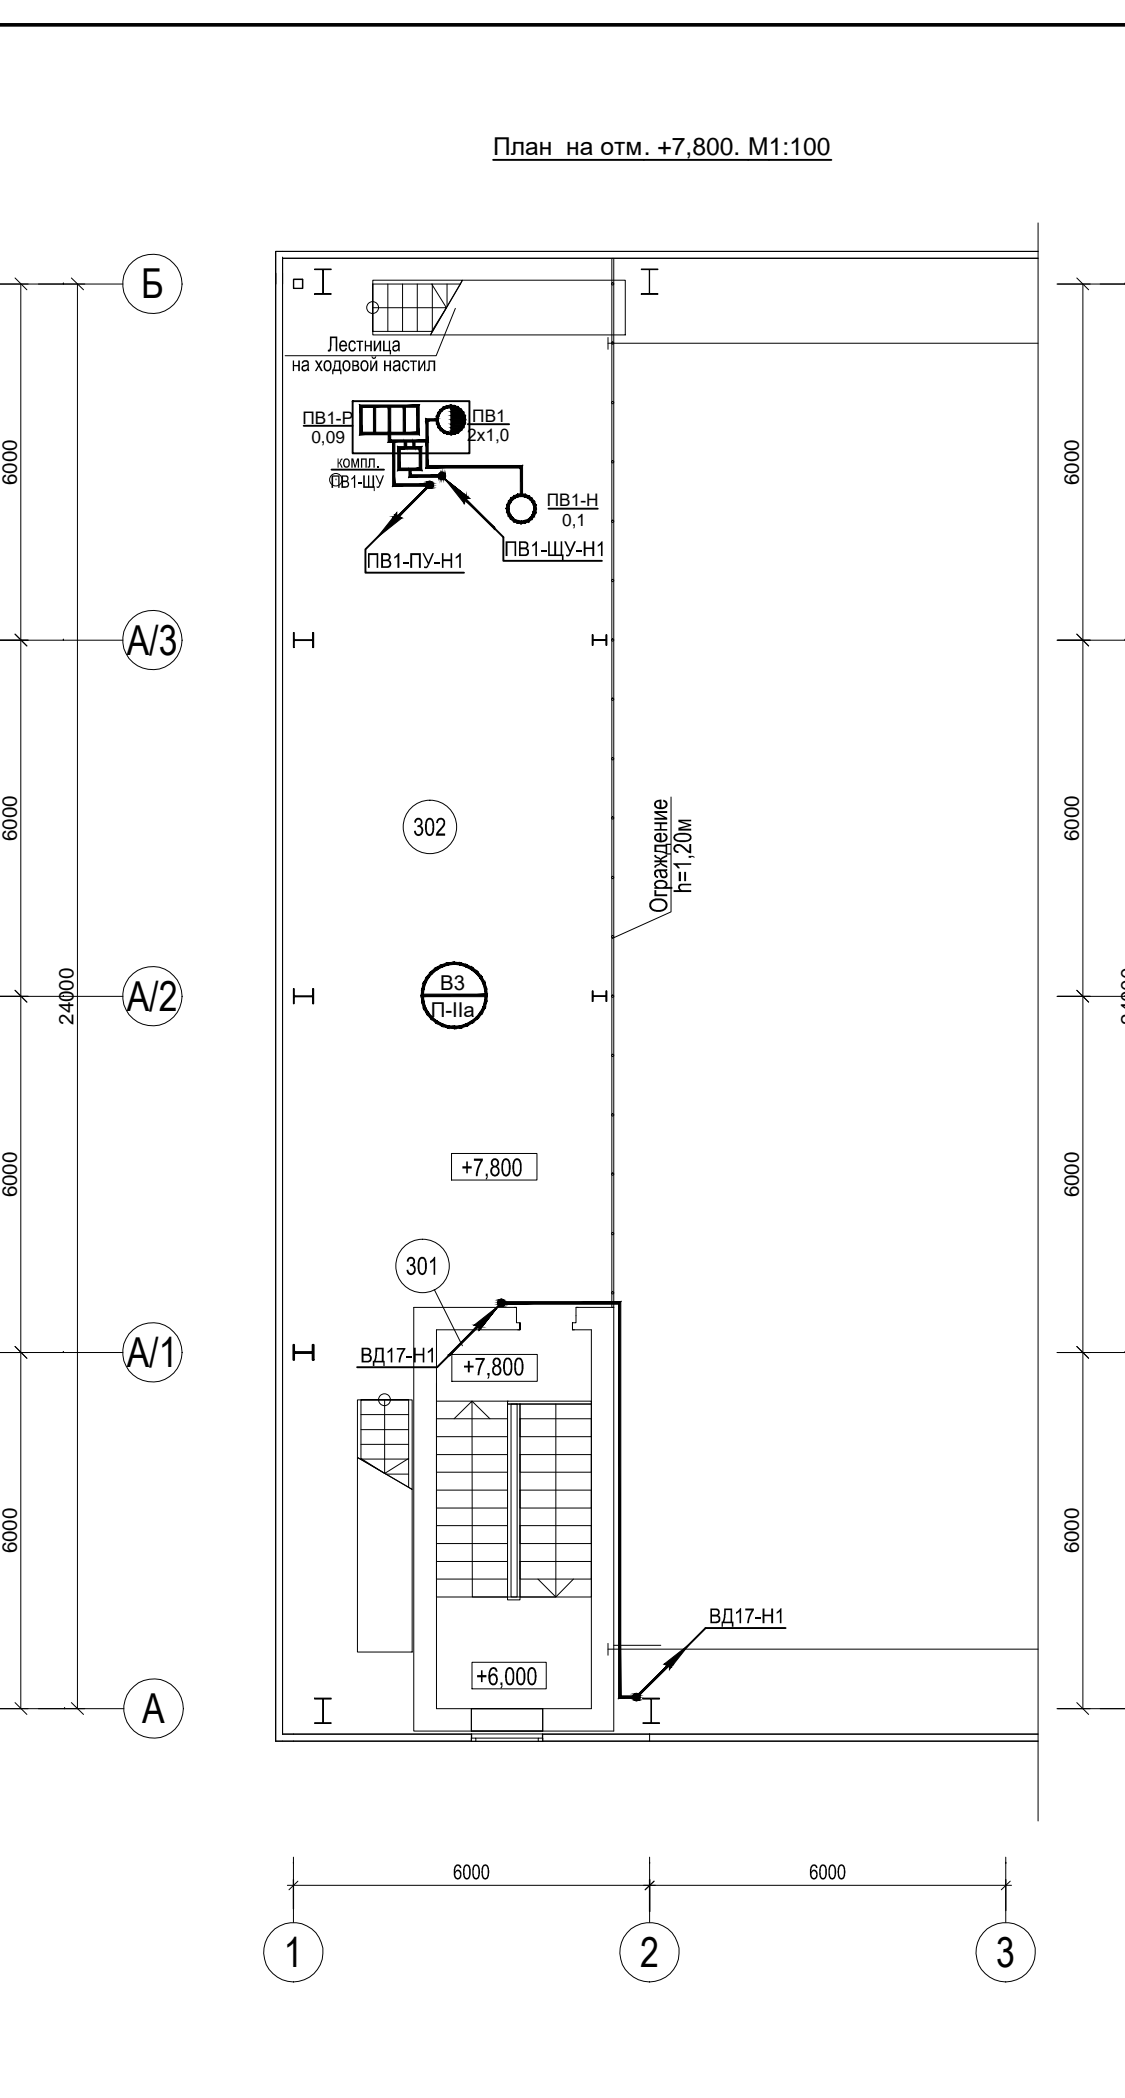 План на отм. +7,800. М1:100
Б
Лестница
на ходовой настил
ПВ1-Р
0,09
ПВ1
2х1,0
компл.
ПВ1-ЩУ
ПВ1-Н
0,1
ПВ1-ПУ-Н1
ПВ1-ЩУ-Н1
6000
6000
А/3
302
6000
6000
Ограждение
h=1,20м
24000
А/2
В3
П-IIа
+7,800
6000
6000
301
ВД17-Н1
+7,800
А/1
6000
6000
ВД17-Н1
+6,000
А
6000
6000
1
2
3